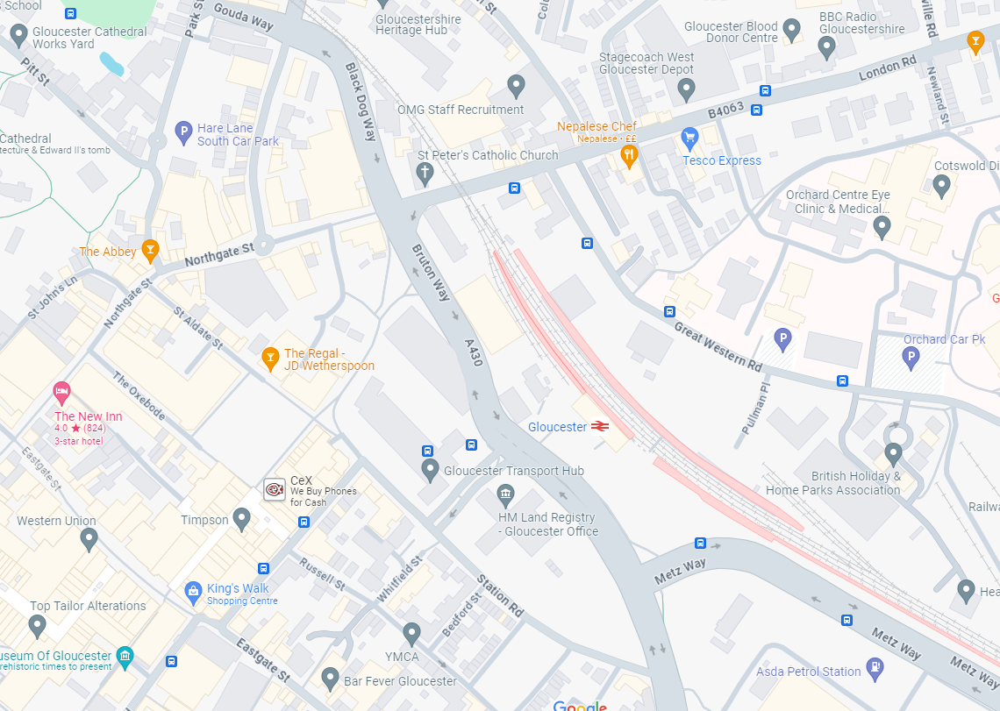 School
Gloucester Cathedral
Works Yard
Pitt St
Park St
Gouda Way
Gloucestershire
Heritage Hub
Black Dog Way
Gloucester Blood
Donor Centre
BBC Radio
Gloucestershire
Stagecoach West
Gloucester Depot
London Rd
Newland St
B4063
OMG Staff Recruitment
Hare Lane
South Car Park
Cathedral
tecture & Edward II's tomb
St Peter's Catholic Church
Nepalese Chef
Nepalese • ££
Tesco Express
Cotswold Di
Orchard Centre Eye
Clinic & Medical...
The Abbey
Northgate St
St John's Ln
Northgate St
St Aldate St
Bruton Way
A430
The Regal -
JD Wetherspoon
Great Western Rd
Orchard Car Pk
Pullman Pl
The Oxebode
The New Inn
4.0 ★ (824)
3-star hotel
Eastgate St
Gloucester
Gloucester Transport Hub
British Holiday &
Home Parks Association
CeX
We Buy Phones
for Cash
Railwa
Western Union
Timpson
HM Land Registry
- Gloucester Office
Metz Way
Russell St
Whitfield St
Station Rd
King's Walk
Shopping Centre
Bedford St
Hea
Top Tailor Alterations
Eastgate St
YMCA
Metz Way
Metz Way
useum Of Gloucester
rehistoric times to present
Bar Fever Gloucester
Asda Petrol Station
Google